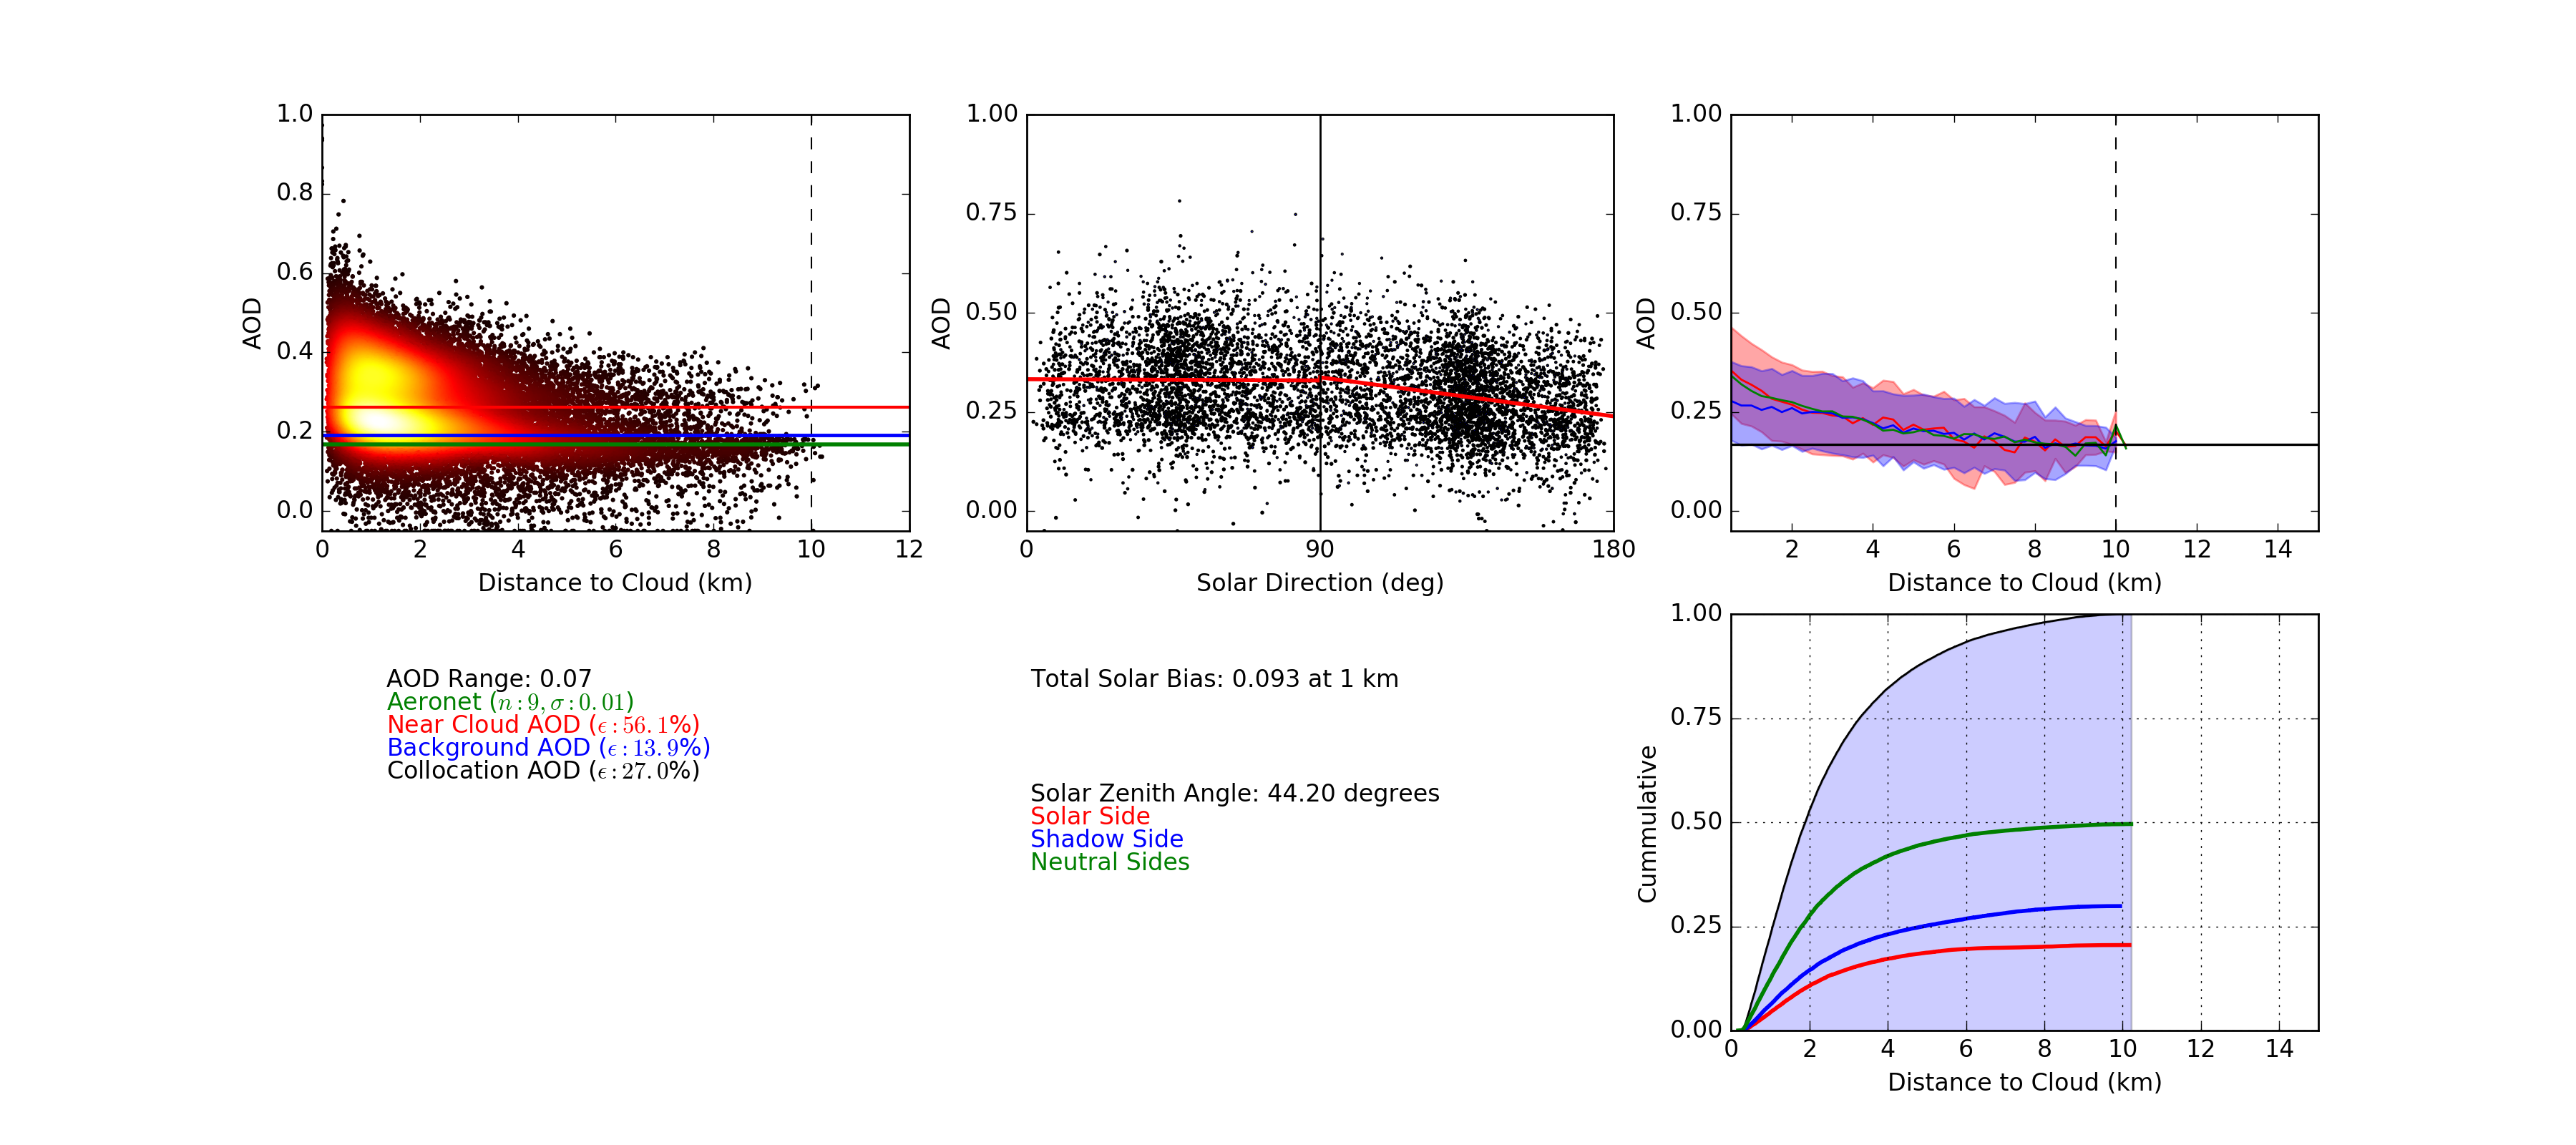 1.0
0.8
0.6
0.4
0.2
0.0
AOD
0 2 4 6 8 10 12
Distance to Cloud (km)
1.00
0.75
0.50
0.25
0.00
AOD
0 90 180
Solar Direction (deg)
1.00
0.75
0.50
0.25
0.00
AOD
2 4 6 8 10 12 14
Distance to Cloud (km)
AOD Range: 0.07
Aeronet (n : 9, σ : 0.01)
Near Cloud AOD (ϵ : 56.1%)
Background AOD (ϵ : 13.9%)
Collocation AOD (ϵ : 27.0%)
Total Solar Bias: 0.093 at 1 km
Solar Zenith Angle: 44.20 degrees
Solar Side
Shadow Side
Neutral Sides
1.00
0.75
0.50
0.25
0.00
Cummulative
0 2 4 6 8 10 12 14
Distance to Cloud (km)